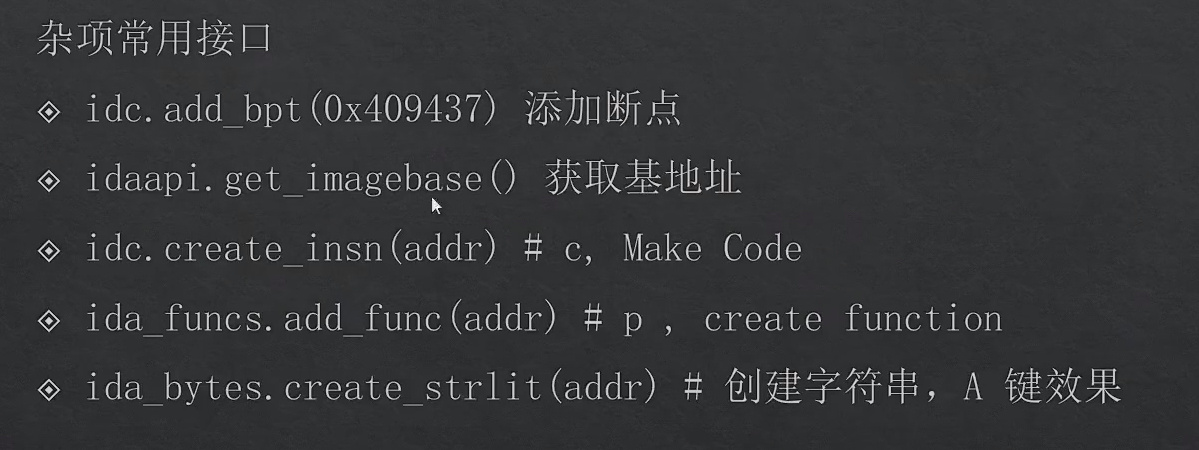 杂项常用接口
idc.add_bpt(0x409437) 添加断点
idaapi.get_imagebase() 获取基地址
idc.create_insn(addr) # c, Make Code
ida_funcs.add_func(addr) # p , create function
ida_bytes.create_strlit(addr) # 创建字符串，A 键效果